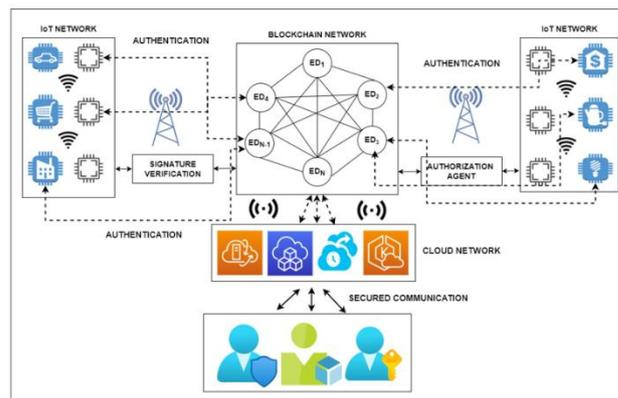 IoT NETWORK
BLOCKCHAIN NETWORK
IoT NETWORK
AUTHENTICATION
AUTHENTICATION
ED1
ED4
ED2
EDN-1
ED3
EDN
SIGNATURE
VERIFICATION
AUTHORIZATION
AGENT
AUTHENTICATION
CLOUD NETWORK
SECURED COMMUNICATION